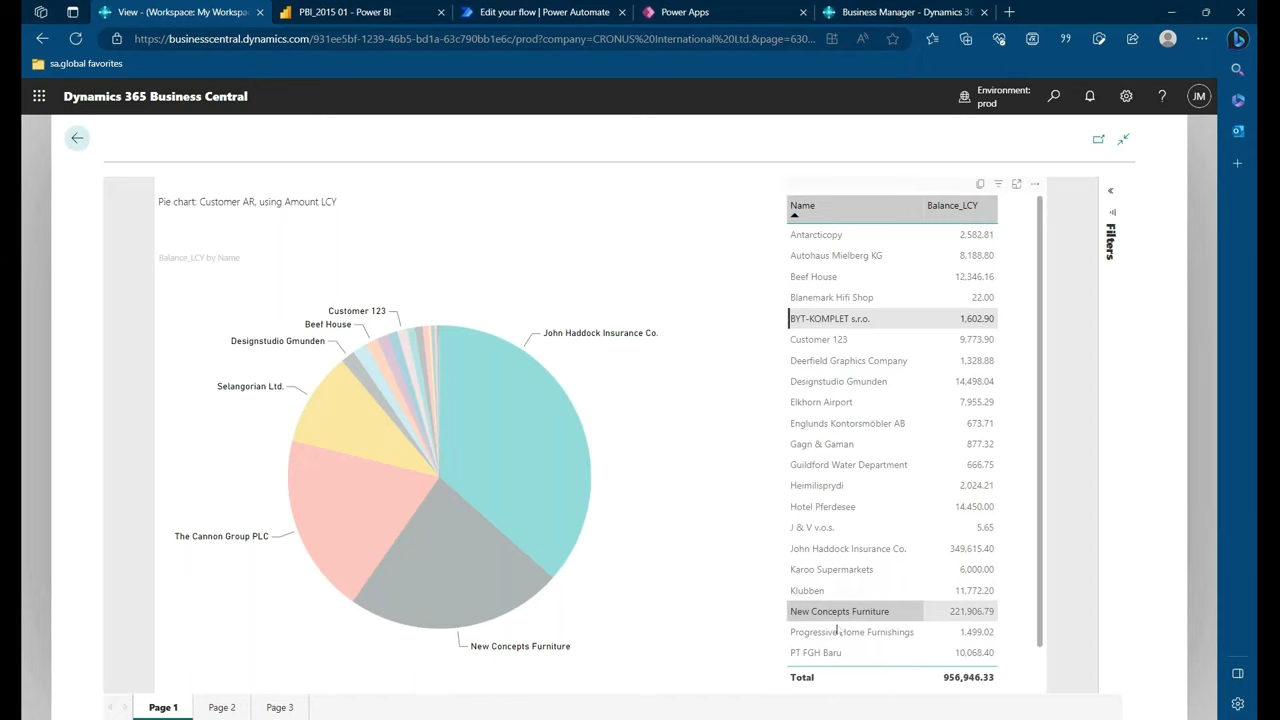 View - (Workspace: My Workspa
PBI_2015 01 - Power BI
Edit your flow | Power Automate
Power Apps
Business Manager - Dynamics 36
https://businesscentral.dynamics.com/931ee5bf-1239-46b5-bd1a-63c790bb1e6c/prod?company=CRONUS%20International%20Ltd.&page=630...
sa.global favorites
Dynamics 365 Business Central
Environment:
prod
JM
Pie chart: Customer AR, using Amount LCY
Balance_LCY by Name
Customer 123
Beef House
Designstudio Gmunden
Selangorian Ltd.
The Cannon Group PLC
John Haddock Insurance Co.
New Concepts Furniture
Name Balance_LCY
Antarcticopy 2,582.81
Autohaus Mielberg KG 8,188.80
Beef House 12,346.16
Blanemark Hifi Shop 22.00
BYT-KOMPLET s.r.o. 1,602.90
Customer 123 9,773.90
Deerfield Graphics Company 1,328.88
Designstudio Gmunden 14,498.04
Elkhorn Airport 7,955.29
Englunds Kontorsmöbler AB 673.71
Gagn & Gaman 877.32
Guildford Water Department 666.75
Heimilisprydi 2,024.21
Hotel Pferdesee 14,450.00
J & V v.o.s. 5.65
John Haddock Insurance Co. 349,615.40
Karoo Supermarkets 6,000.00
Klubben 11,772.20
New Concepts Furniture 221,906.79
Progressive Home Furnishings 1,499.02
PT FGH Baru 10,068.40
Total 956,946.33
Filters
Page 1
Page 2
Page 3